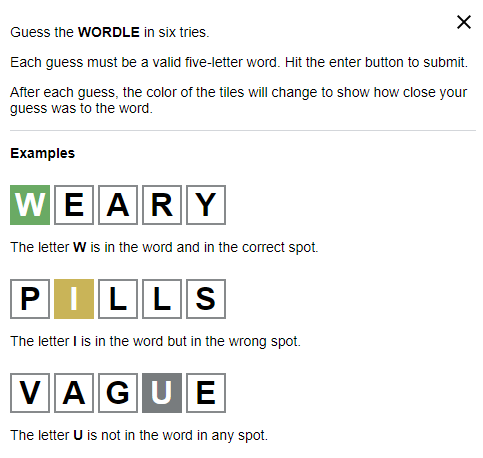 Guess the WORDLE in six tries.
Each guess must be a valid five-letter word. Hit the enter button to submit.
After each guess, the color of the tiles will change to show how close your
guess was to the word.
Examples
WEARY
The letter W is in the word and in the correct spot.
PILLS
The letter I is in the word but in the wrong spot.
VAGUE
The letter U is not in the word in any spot.